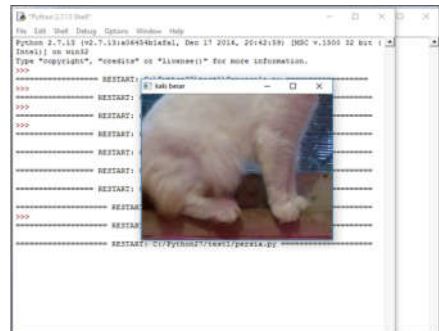 *Python 2.7.13 Shell*
File Edit Shell Debug Options Window Help
Python 2.7.13 (v2.7.13:a06454b1afa1, Dec 17 2016, 20:42:59) [MSC v.1500 32 bit (
Intel)] on win32
Type "copyright", "credits" or "license()" for more information.
>>>
==================== RESTART:
kaki besar
>>>
==================== RESTART:
>>>
==================== RESTART:
>>>
==================== RESTART:
==================== RESTART:
==================== RESTART:
==================== RESTART:
==================== RESTART
>>>
==================== RESTART
==================== RESTART: C:/Python27/test1/persia.py ====================